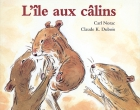 L'île aux câlins
Carl Norac
Claude K. Dubois